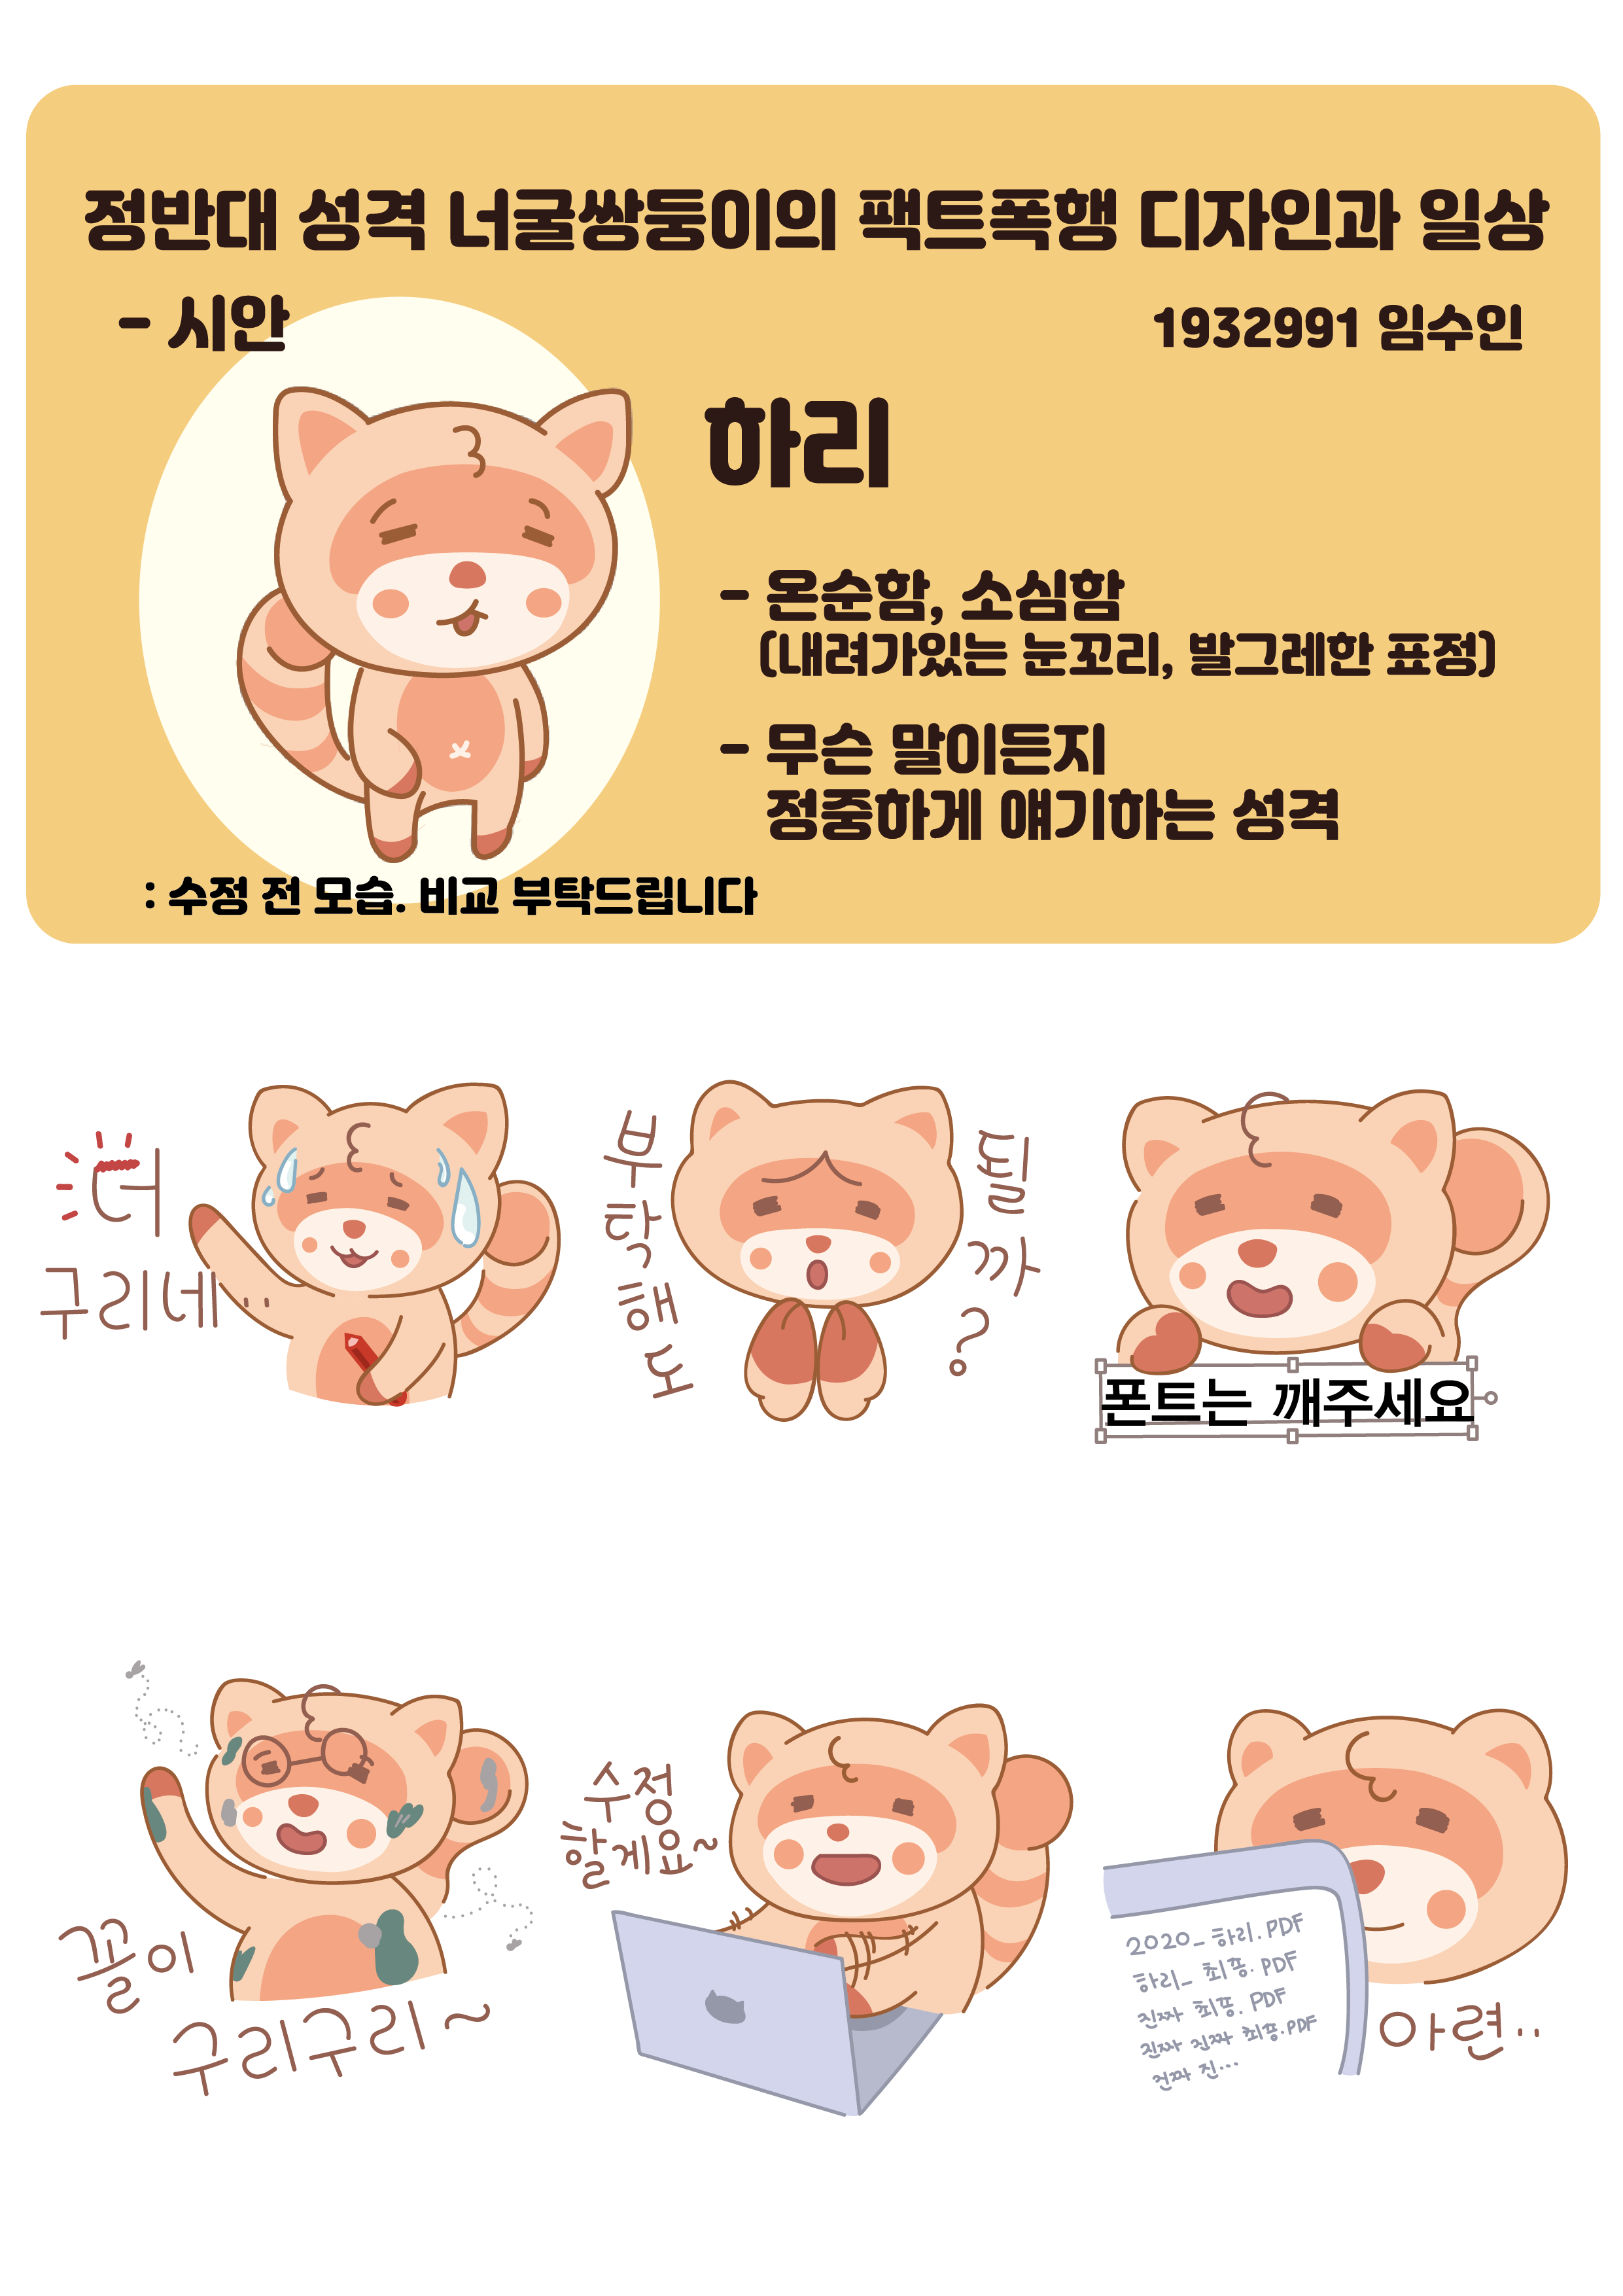 정반대 성격 너굴쌍둥이의 팩트폭행 디자인과 일상
- 시안
1932991 임수인
하리
- 온순함, 소심함
(내려가있는 눈꼬리, 발그레한 표정)
- 무슨 말이든지
정중하게 얘기하는 성격
: 수정 전 모습. 비교 부탁드립니다
더
구리네..
부탁해보
필까?
폰트는 깨주세요
꼴이
구리구리~
수정
할게요~
2020_하리.PDF
하리_최종.PDF
진짜 최종.PDF
진짜 진짜 최종.PDF
진짜 진...
아련..